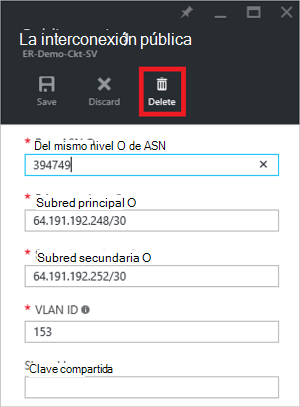 La interconexión pública
ER-Demo-Ckt-SV
Save Discard Delete
* Del mismo nivel O de ASN
394749
* Subred principal O
64.191.192.248/30
* Subred secundaria O
64.191.192.252/30
* VLAN ID
153
Clave compartida